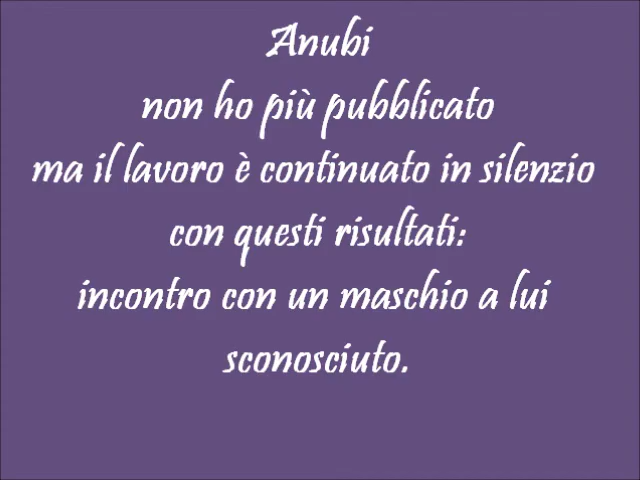 Anubi
non ho più pubblicato
ma il lavoro è continuato in silenzio
con questi risultati:
incontro con un maschio a lui
sconosciuto.